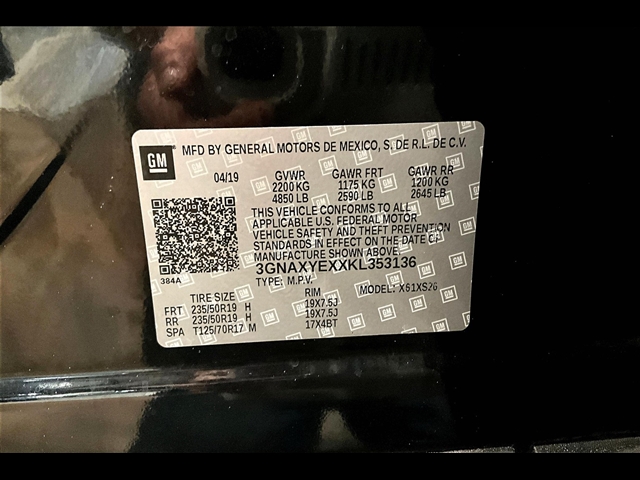 GM
MFD BY GENERAL MOTORS DE MEXICO, S. DE R.L. DE C.V.
04/19 GVWR GAWR FRT GAWR RR
2200 KG 1175 KG 1200 KG
4850 LB 2590 LB 2645 LB
THIS VEHICLE CONFORMS TO ALL
APPLICABLE U.S. FEDERAL MOTOR
VEHICLE SAFETY AND THEFT PREVENTION
STANDARDS IN EFFECT ON THE DATE OF
MANUFACTURE SHOWN ABOVE.
384A 3GNAXYEXXKL353136
TYPE: M.P.V. MODEL: X61XS26
TIRE SIZE RIM
FRT 235/50R19 H 19X7.5J
RR 235/50R19 H 19X7.5J
SPA T125/70R17 M 17X4BT